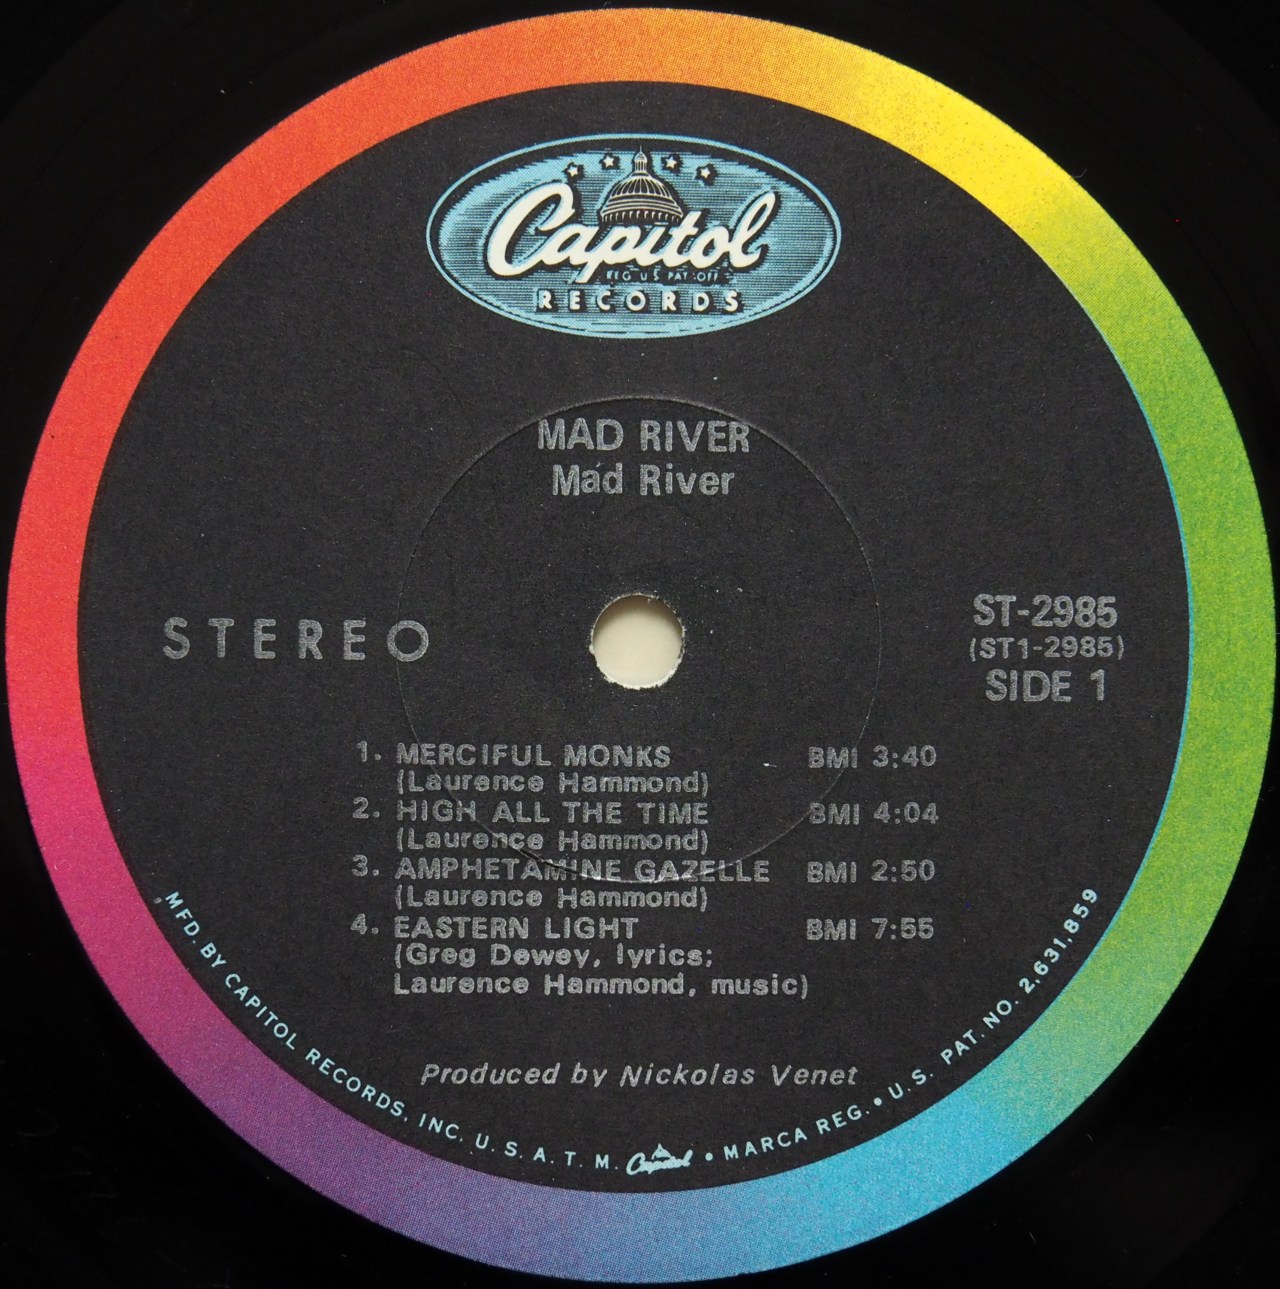 Capitol
REG. U.S. PAT. OFF.
RECORDS
MAD RIVER
Mad River
STEREO
ST-2985
(ST1-2985)
SIDE 1
1. MERCIFUL MONKS BMI 3:40
(Laurence Hammond)
2. HIGH ALL THE TIME BMI 4:04
(Laurence Hammond)
3. AMPHETAMINE GAZELLE BMI 2:50
(Laurence Hammond)
4. EASTERN LIGHT BMI 7:55
(Greg Dewey, lyrics;
Laurence Hammond, music)
Produced by Nickolas Venet
MFD. BY CAPITOL RECORDS, INC. U.S.A. T.M. Capitol • MARCA REG. • U.S. PAT. NO. 2,631,859